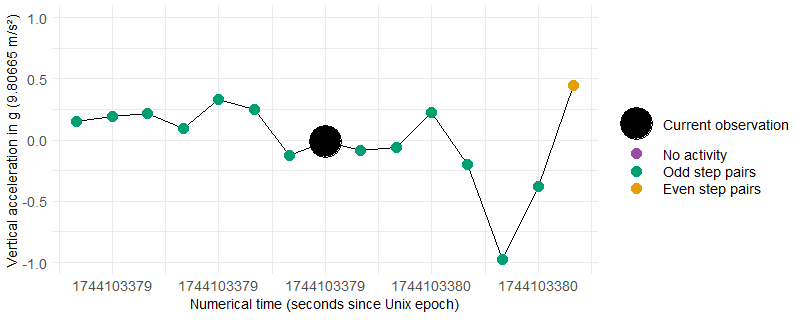 Vertical acceleration in g (9.80665 m/s²)
1.0
0.5
0.0
-0.5
-1.0
1744103379 1744103379 1744103379 1744103380 1744103380
Numerical time (seconds since Unix epoch)
Current observation
No activity
Odd step pairs
Even step pairs